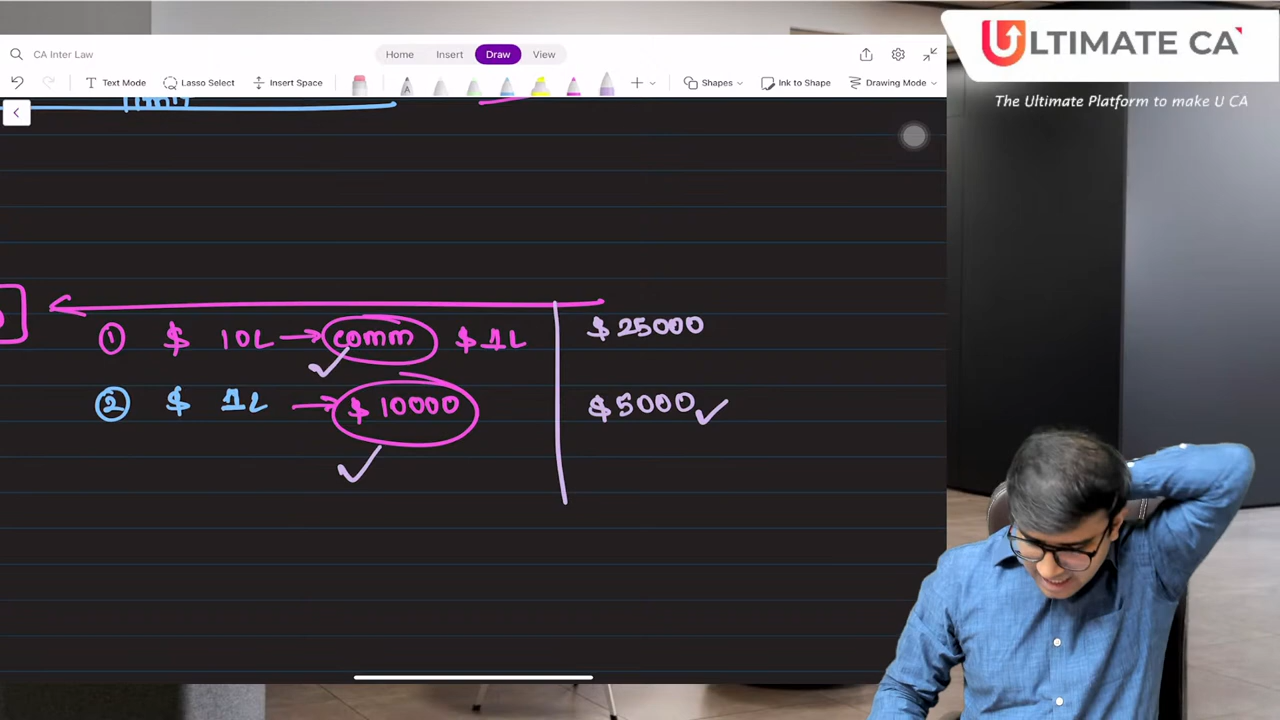 CA Inter Law
Home Insert Draw View
ULTIMATE CA
The Ultimate Platform to make U CA
Text Mode Lasso Select Insert Space Shapes Ink to Shape Drawing Mode
① $ 10L → comm $ 1L $ 25000
② $ 1L → $ 10000 $ 5000 ✓